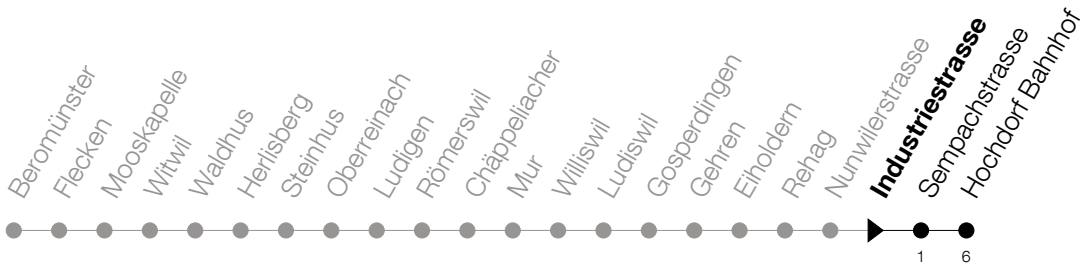 Beromünster
Flecken
Mooskapelle
Witwil
Waldhus
Herlisberg
Steinhus
Oberreinach
Ludigen
Römerswil
Chäppeliacher
Mur
Williswil
Ludiswil
Gosperdingen
Gehren
Eiholdern
Rehag
Nunwilerstrasse
Industriestrasse
Sempachstrasse
Hochdorf Bahnhof
1 6